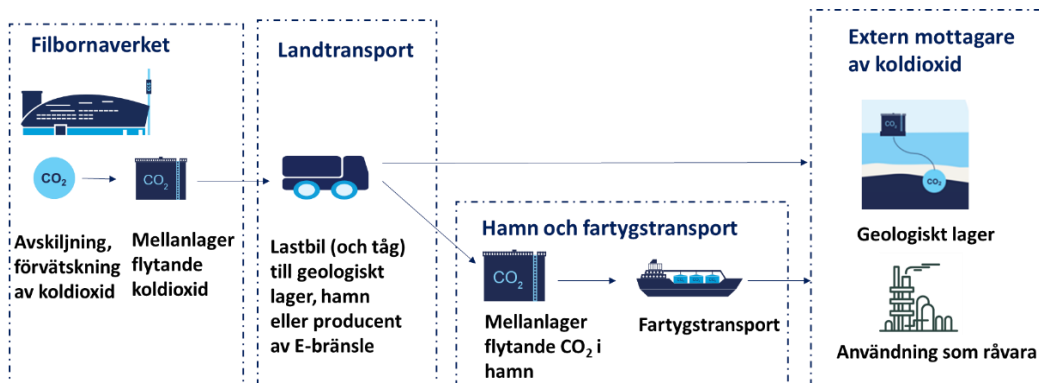 Filbornaverket
CO2
CO2
Avskiljning,
förvätskning
av koldioxid
Mellanlager
flytande
koldioxid
Landtransport
Lastbil (och tåg)
till geologiskt
lager, hamn
eller producent
av E-bränsle
Hamn och fartygstransport
CO2
Mellanlager
flytande CO2 i
hamn
Fartygstransport
Extern mottagare
av koldioxid
CO2
CO2
Geologiskt lager
Användning som råvara